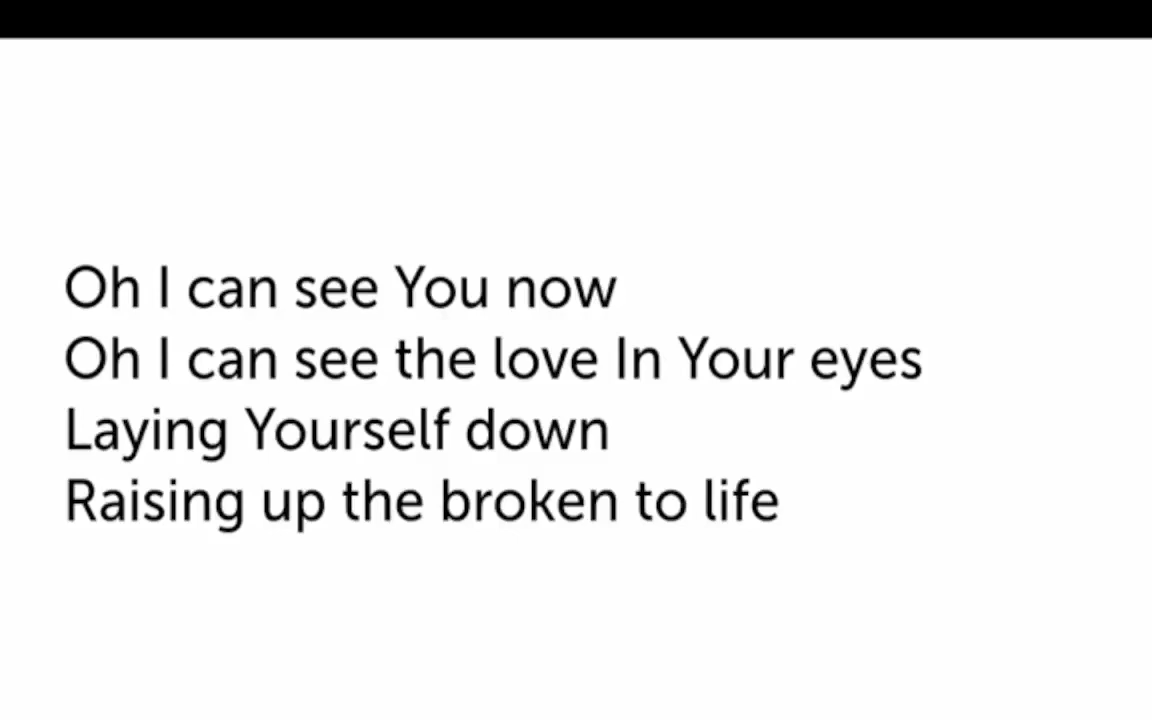 Oh I can see You now
Oh I can see the love In Your eyes
Laying Yourself down
Raising up the broken to life